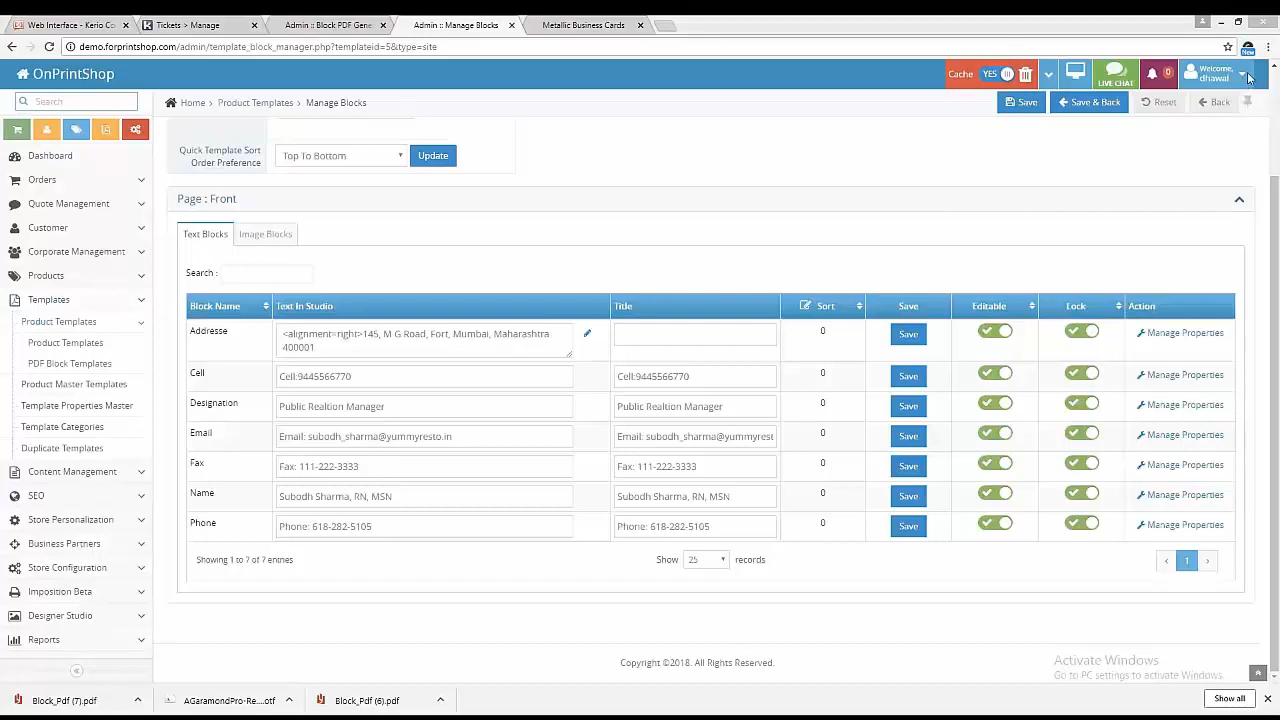 Web Interface - Kerio Co
Tickets > Manage
Admin :: Block PDF Gene
Admin :: Manage Blocks
Metallic Business Cards
demo.forprintshop.com/admin/template_block_manager.php?templateid=5&type=site
New
OnPrintShop
Cache YES
LIVE CHAT
0
Welcome,
dhawal
Search
Home > Product Templates > Manage Blocks
Save
Save & Back
Reset
Back
Dashboard
Orders
Quote Management
Customer
Corporate Management
Products
Templates
Product Templates
Product Templates
PDF Block Template
Product Master Templates
Template Properties Master
Template Categories
Duplicate Templates
Content Management
SEO
Store Personalization
Business Partners
Store Configuration
Imposition Beta
Designer Studio
Reports
Quick Template Sort
Order Preference
Top To Bottom
Update
Page : Front
Text Blocks
Image Blocks
Search :
Block Name Text In Studio Title Sort Save Editable Lock Action
Addresse <alignment=right>145, M G Road, Fort, Mumbai, Maharashtra
400001
0 Save Manage Properties
Cell Cell:9445566770 Cell:9445566770 0 Save Manage Properties
Designation Public Realtion Manager Public Realtion Manager 0 Save Manage Properties
Email Email: subodh_sharma@yummyresto.in Email: subodh_sharma@yummyrest 0 Save Manage Properties
Fax Fax: 111-222-3333 Fax: 111-222-3333 0 Save Manage Properties
Name Subodh Sharma, RN, MSN Subodh Sharma, RN, MSN 0 Save Manage Properties
Phone Phone: 618-282-5105 Phone: 618-282-5105 0 Save Manage Properties
Showing 1 to 7 of 7 entries
Show 25 records
‹ 1 ›
Copyright ©2018. All Rights Reserved.
Activate Windows
Go to PC settings to activate Windows.
Block_Pdf (7).pdf
AGaramondPro-Re....otf
Block_Pdf (6).pdf
Show all